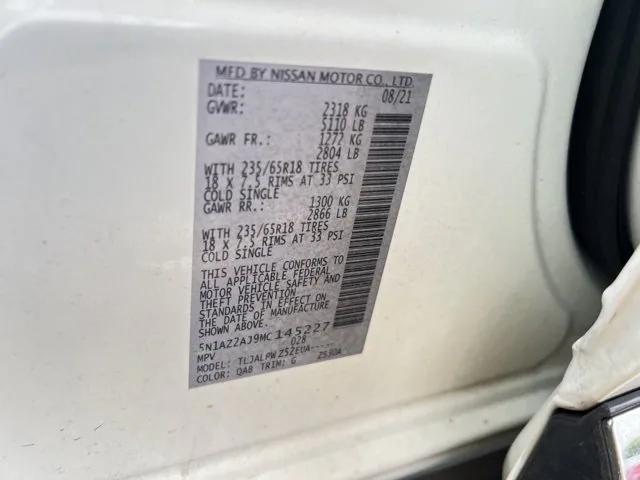 MFD BY NISSAN MOTOR CO., LTD.
DATE: 08/21
GVWR: 2318 KG
5110 LB
GAWR FR.: 1272 KG
2804 LB
WITH 235/65R18 TIRES
18 X 7.5 RIMS AT 33 PSI
COLD SINGLE
GAWR RR.: 1300 KG
2866 LB
WITH 235/65R18 TIRES
18 X 7.5 RIMS AT 33 PSI
COLD SINGLE
THIS VEHICLE CONFORMS TO
ALL APPLICABLE FEDERAL
MOTOR VEHICLE SAFETY AND
THEFT PREVENTION
STANDARDS IN EFFECT ON
THE DATE OF MANUFACTURE
SHOWN ABOVE.
5N1AZ2AJ9MC145227
MPV 028
MODEL: TLJALPWZ52EUA-----
COLOR: QAB TRIM: G